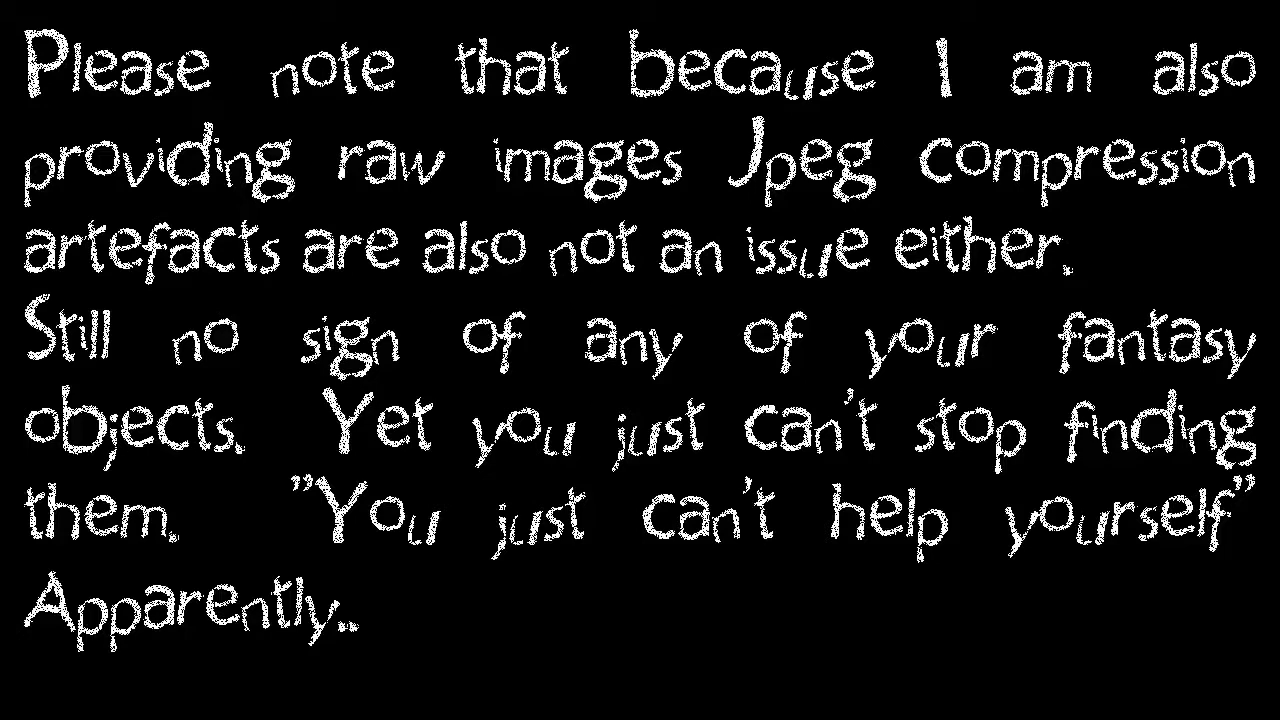 Please note that because I am also
providing raw images Jpeg compression
artefacts are also not an issue either.
Still no sign of any of your fantasy
objects. Yet you just can't stop finding
them. "You just can't help yourself"
Apparently..